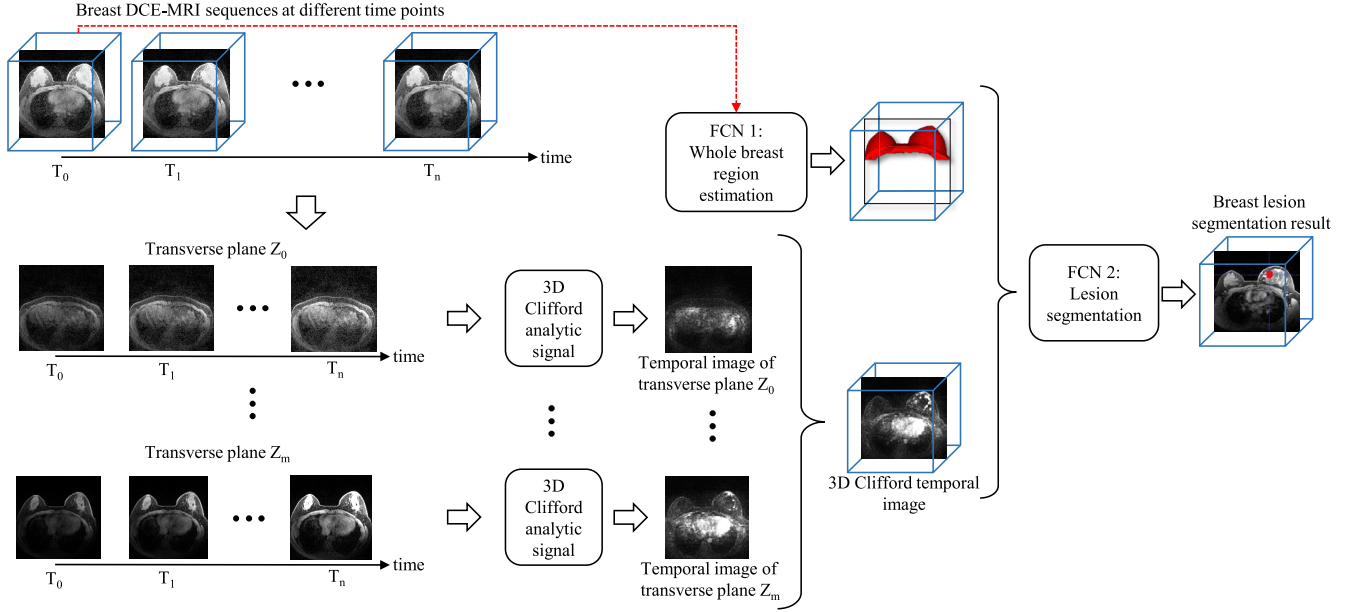 Breast DCE-MRI sequences at different time points
T0
T1
Tn
time
FCN 1:
Whole breast
region
estimation
Transverse plane Z0
T0
T1
Tn
time
3D
Clifford
analytic
signal
Temporal image of
transverse plane Z0
Transverse plane Zm
T0
T1
Tn
time
3D
Clifford
analytic
signal
Temporal image of
transverse plane Zm
3D Clifford temporal
image
FCN 2:
Lesion
segmentation
Breast lesion
segmentation result